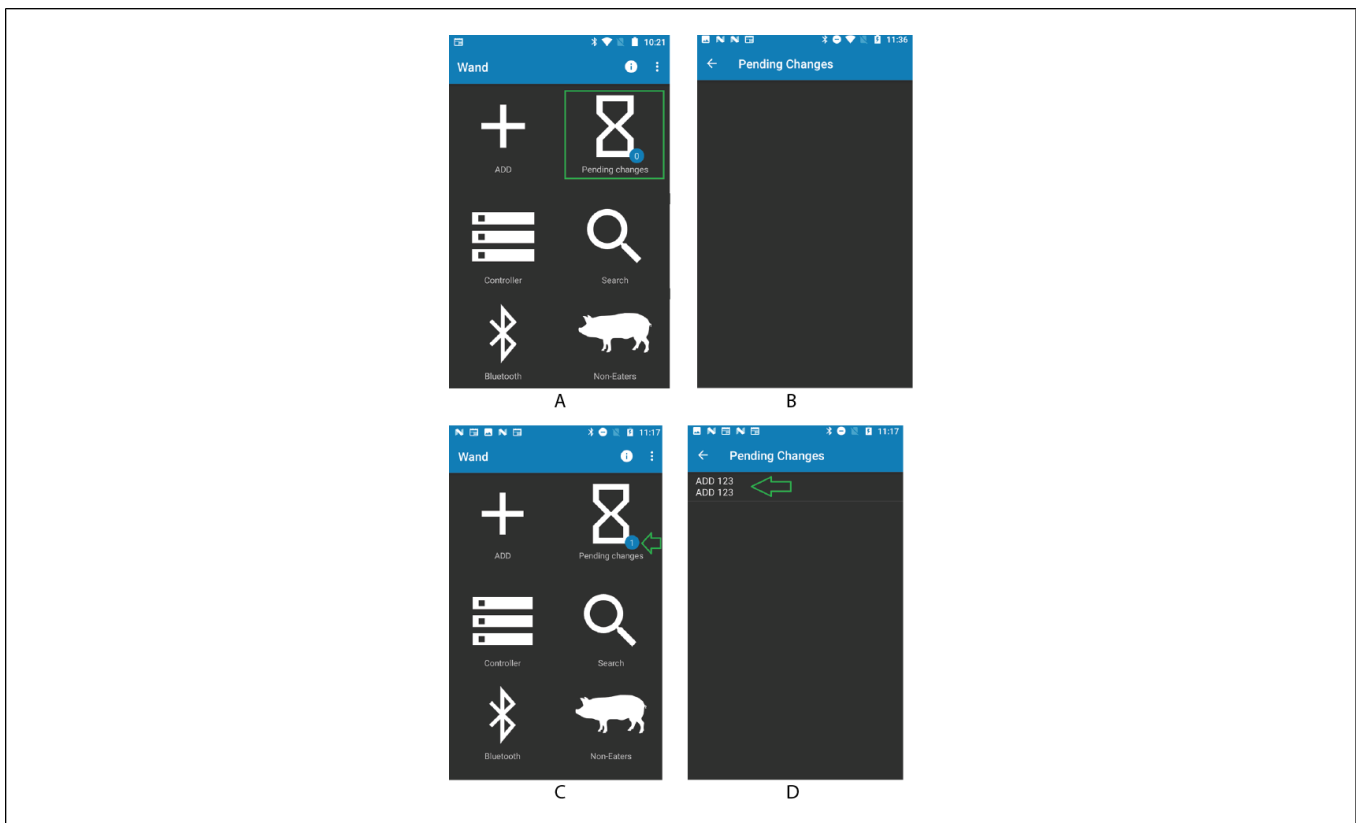 10:21
Wand
ADD
0
Pending changes
Controller
Search
Bluetooth
Non-Eaters
A
11:36
Pending Changes
B
11:17
Wand
ADD
1
Pending changes
Controller
Search
Bluetooth
Non-Eaters
C
11:17
Pending Changes
ADD 123
ADD 123
D